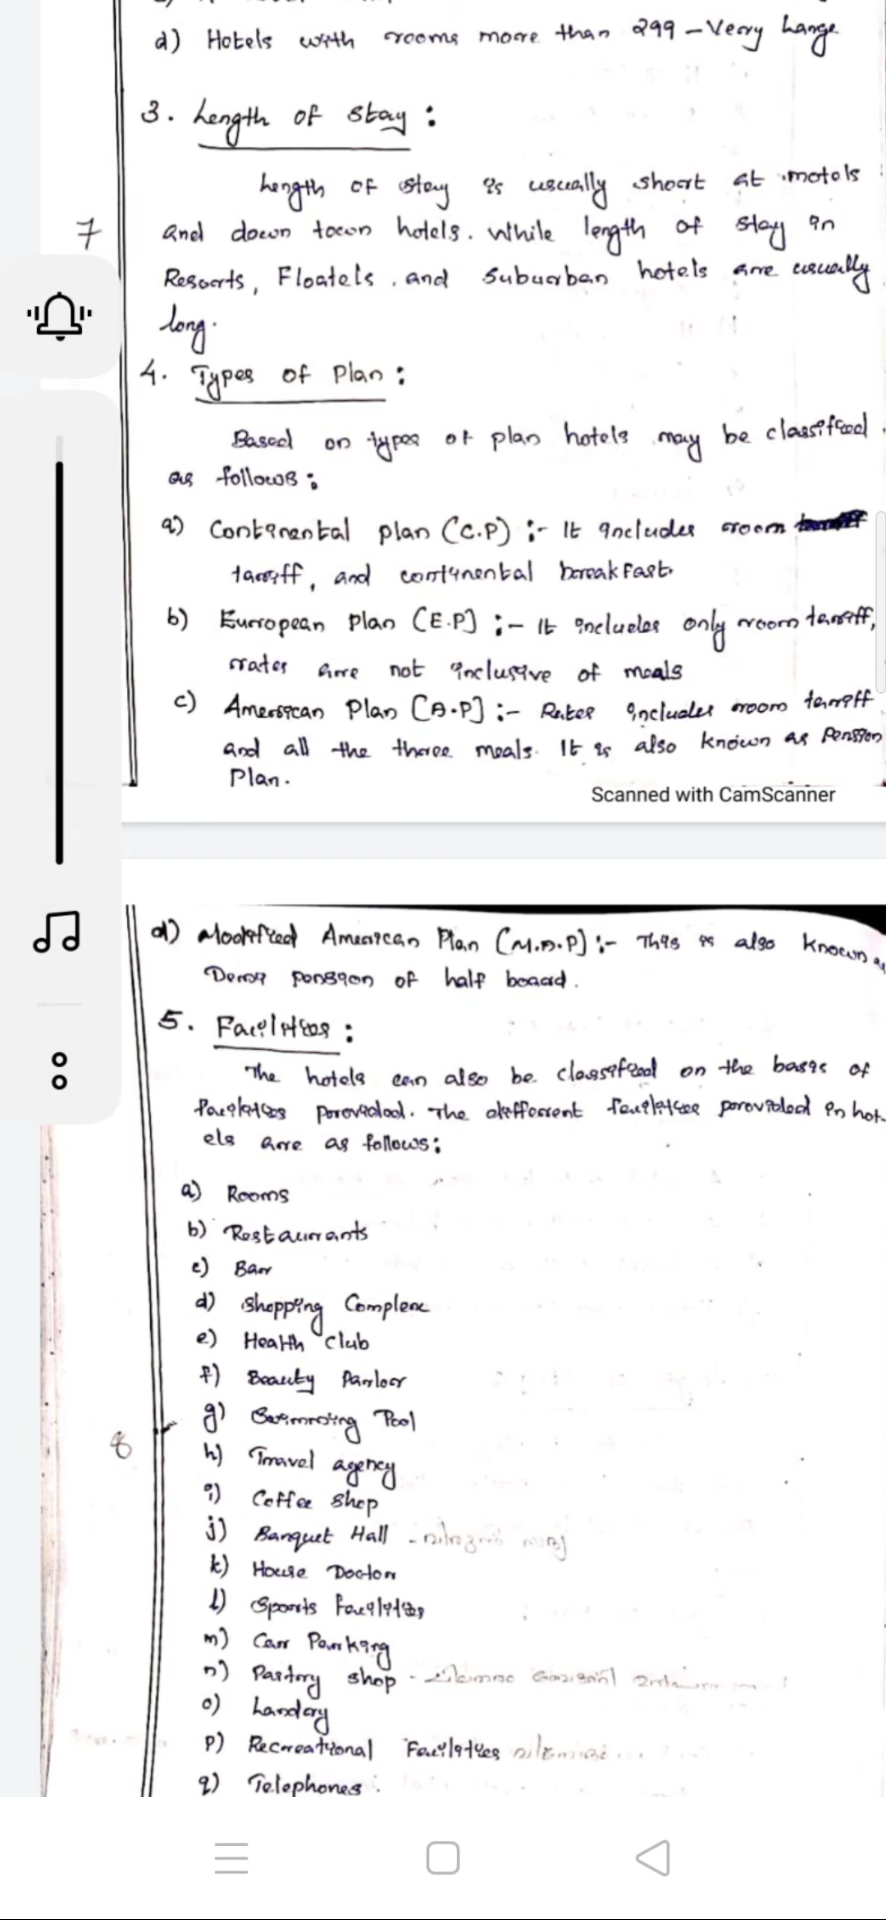 d) Hotels with rooms more than 299 – Very Large
3. Length of stay :
Length of stay is usually short at motels
7
and down town hotels. While length of stay in
Resorts, Floatels, and suburban hotels are usually
long.
4. Types of Plan :
Based on types of plan hotels may be classified
as follows :
a) Continental plan (C.P) :- It includes room
tariff, and continental breakfast.
b) European Plan [E.P] :- It includes only room tariff,
rates are not inclusive of meals
c) American Plan [A.P] :- Rates includes room tariff
and all the three meals. It is also known as Pension
Plan.
Scanned with CamScanner
d) Modified American Plan [M.A.P] :- This is also known as
Demi pension of half board.
5. Facilities :
The hotels can also be classified on the basis of
facilities provided. The different facilities provided in hot-
els are as follows :
a) Rooms
b) Restaurants
c) Bar
d) Shopping Complex
e) Health Club
f) Beauty Parlour
g) Swimming Pool
8
h) Travel agency
i) Coffee shop
j) Banquet Hall -
k) House Doctor
l) Sports Facilities
m) Car Parking
n) Pastry shop -
o) Landry
p) Recreational Facilities
q) Telephones.